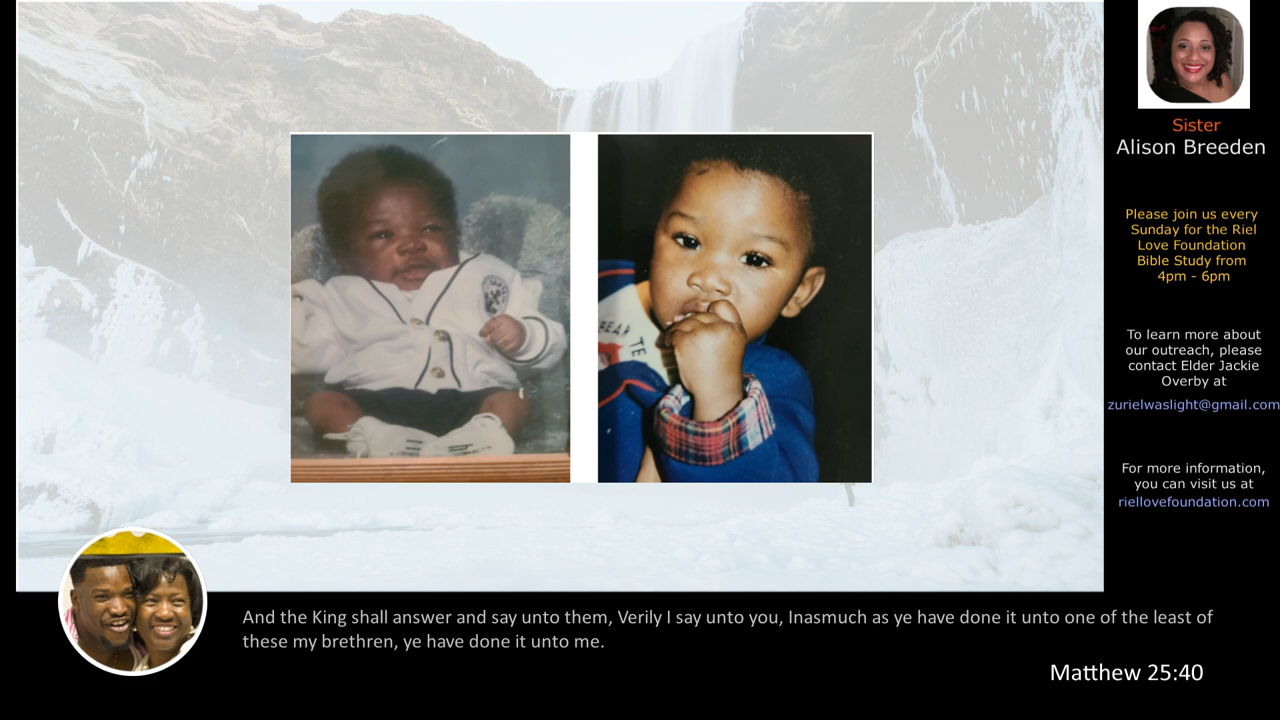 Sister
Alison Breeden
Please join us every
Sunday for the Riel
Love Foundation
Bible Study from
4pm - 6pm
To learn more about
our outreach, please
contact Elder Jackie
Overby at
zurielwaslight@gmail.com
For more information,
you can visit us at
riellovefoundation.com
BEAR TE
And the King shall answer and say unto them, Verily I say unto you, Inasmuch as ye have done it unto one of the least of
these my brethren, ye have done it unto me.
Matthew 25:40